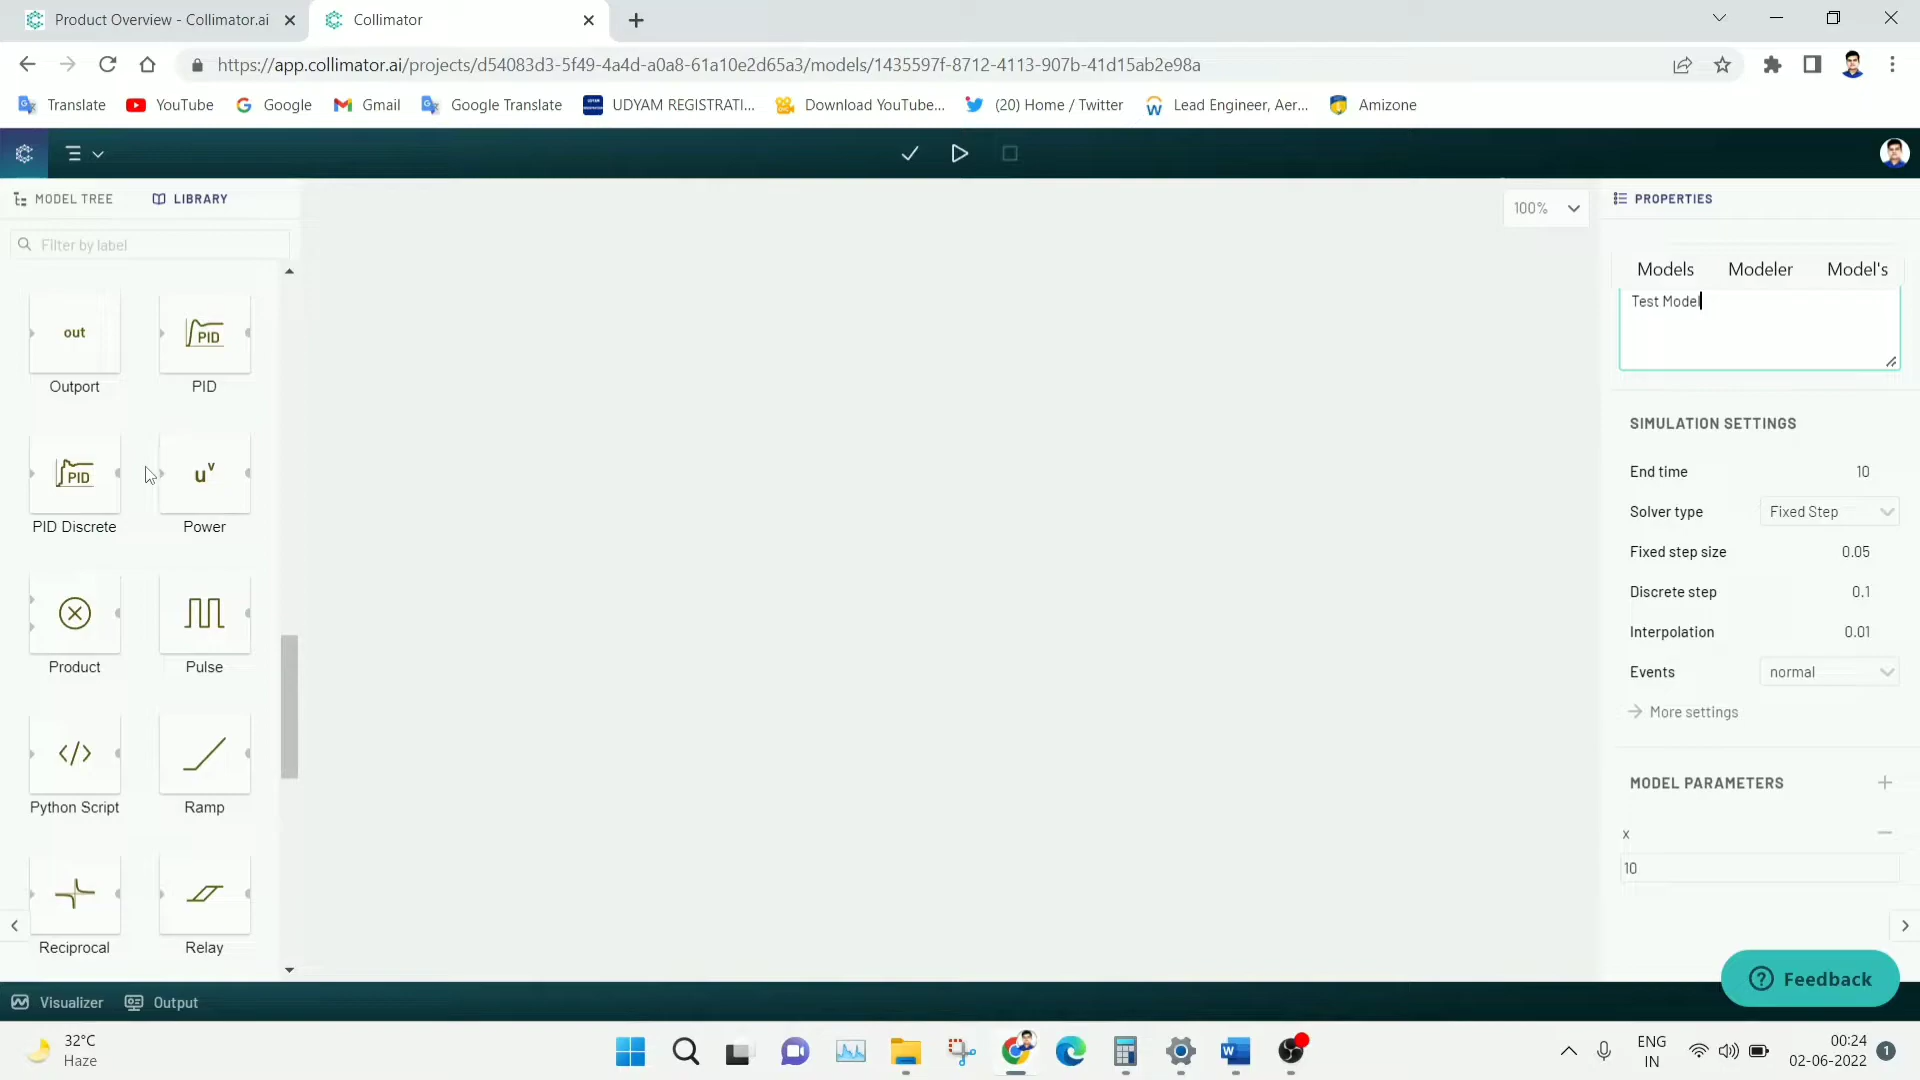 Product Overview - Collimator.ai
Collimator
https://app.collimator.ai/projects/d54083d3-5f49-4a4d-a0a8-61a10e2d65a3/models/1435597f-8712-4113-907b-41d15ab2e98a
Translate YouTube Google Gmail Google Translate UDYAM REGISTRATI... Download YouTube... (20) Home / Twitter Lead Engineer, Aer... Amizone
MODEL TREE LIBRARY
Filter by label
out
Outport
PID
PID
PID
PID Discrete
u^v
Power
Product
Pulse
</>
Python Script
Ramp
Reciprocal
Relay
100%
PROPERTIES
Models Modeler Model's
Test Model
SIMULATION SETTINGS
End time 10
Solver type Fixed Step
Fixed step size 0.05
Discrete step 0.1
Interpolation 0.01
Events normal
More settings
MODEL PARAMETERS
x
10
Feedback
Visualizer Output
32°C
Haze
ENG
IN
00:24
02-06-2022
1